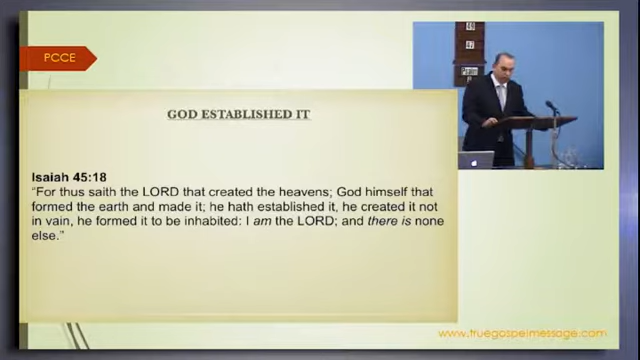 PCCE
GOD ESTABLISHED IT
Isaiah 45:18
“For thus saith the LORD that created the heavens; God himself that
formed the earth and made it; he hath established it, he created it not
in vain, he formed it to be inhabited: I am the LORD; and there is none
else.”
49
47
www.truegospelmessage.com